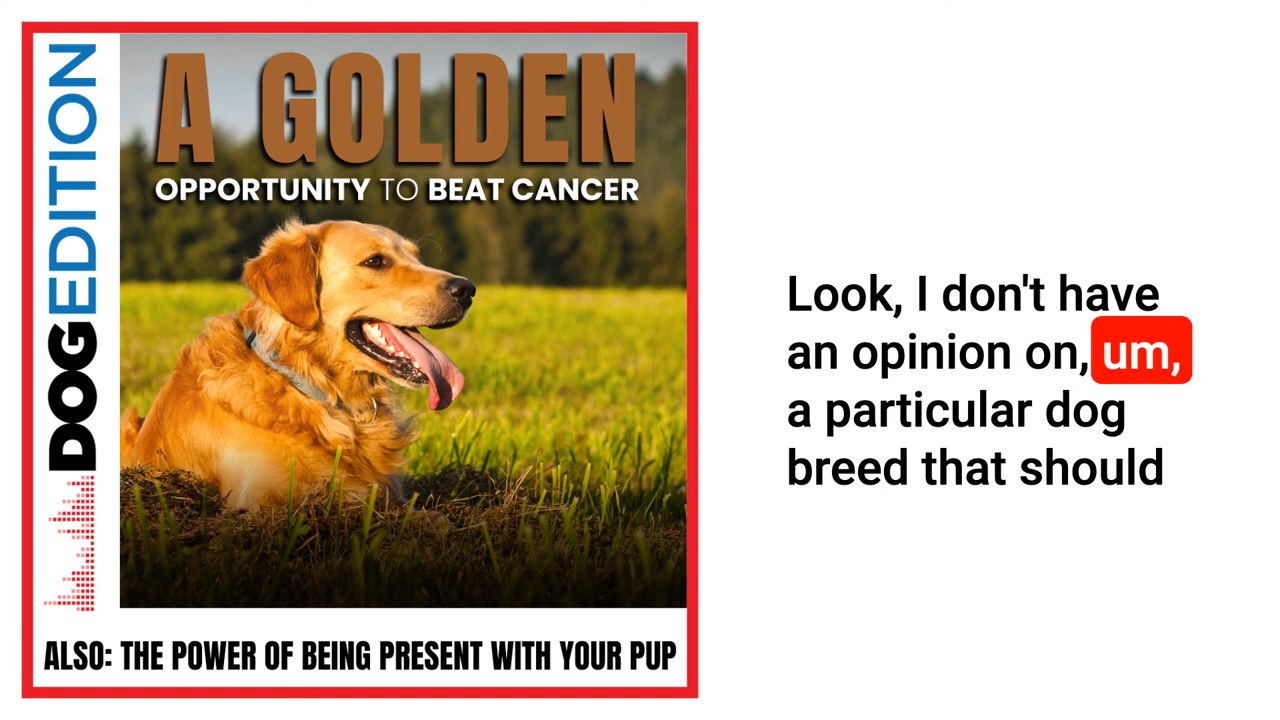 DOGEDITION
A GOLDEN
OPPORTUNITY TO BEAT CANCER
ALSO: THE POWER OF BEING PRESENT WITH YOUR PUP
Look, I don't have
an opinion on, um,
a particular dog
breed that should